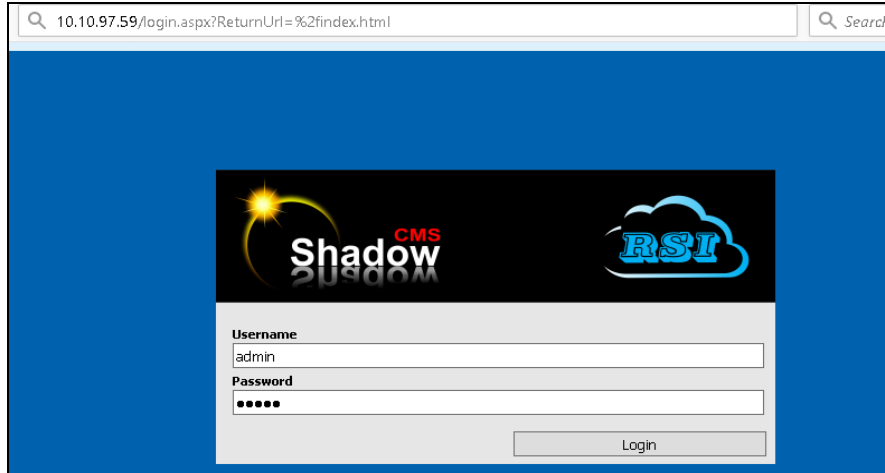 10.10.97.59/login.aspx?ReturnUrl=%2findex.html
Search
CMS
Shadow
RSI
Username
admin
Password
•••••
Login